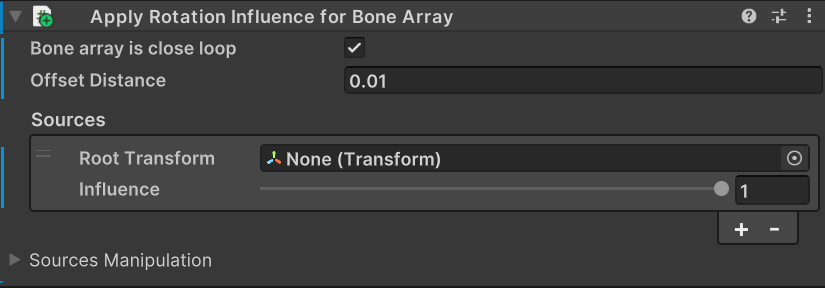 Apply Rotation Influence for Bone Array
Bone array is close loop
Offset Distance 0.01
Sources
Root Transform None (Transform)
Influence 1
+ -
Sources Manipulation